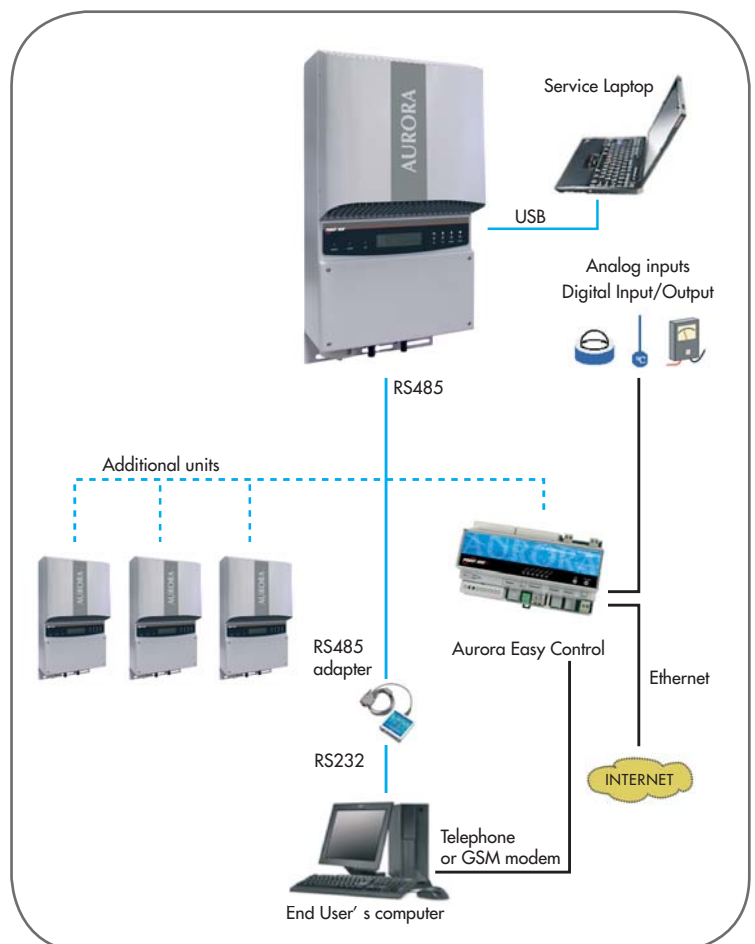 Service Laptop
AURORA
USB
Analog inputs
Digital Input/Output
°C
RS485
Additional units
AURORA
AURORA
AURORA
AURORA
RS485
adapter
Aurora Easy Control
Ethernet
RS232
INTERNET
Telephone
or GSM modem
End User’ s computer